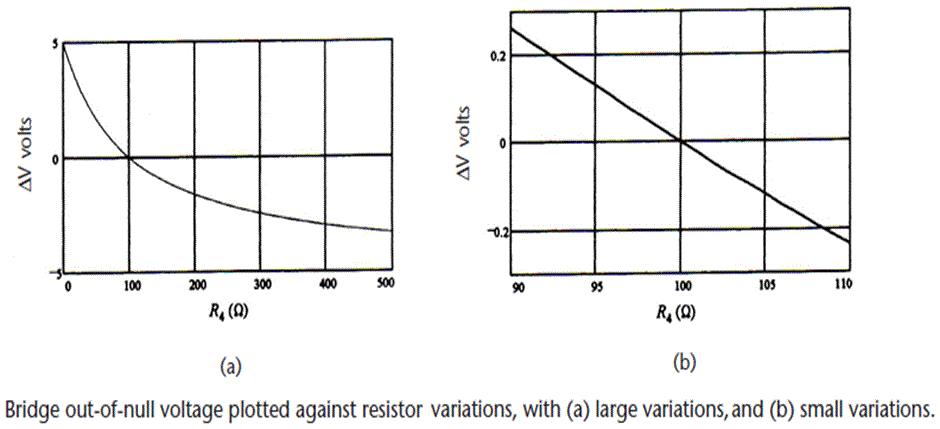 5
0
−5
ΔV volts
0 100 200 300 400 500
R4 (Ω)
(a)
0.2
0
−0.2
ΔV volts
90 95 100 105 110
R4 (Ω)
(b)
Bridge out-of-null voltage plotted against resistor variations, with (a) large variations, and (b) small variations.